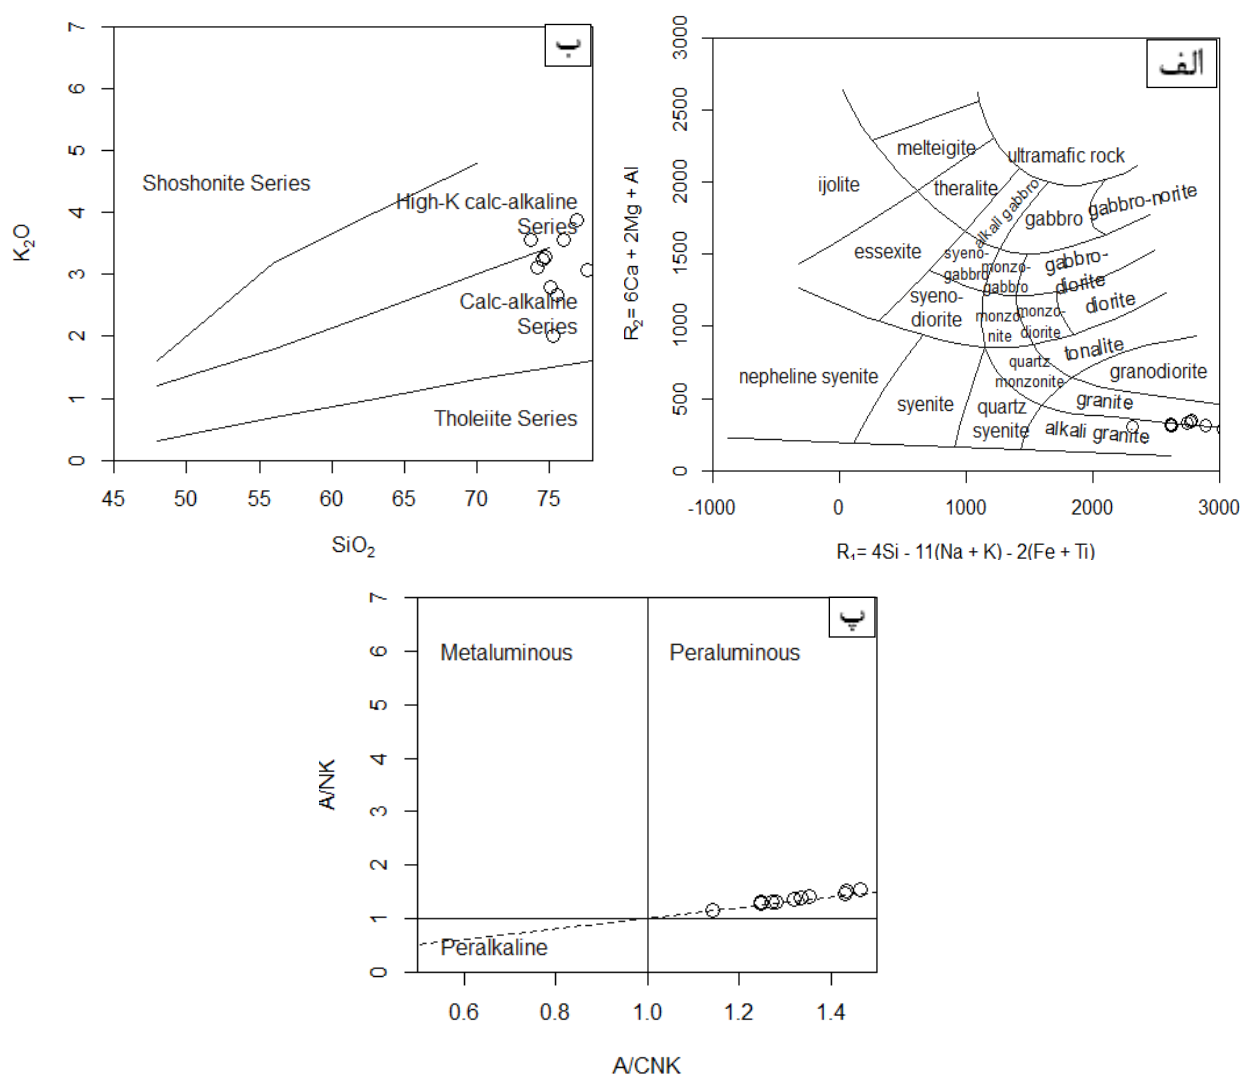 ب
7
6
5
4
3
2
1
0
K2O
Shoshonite Series
High-K calc-alkaline
Series
Calc-alkaline
Series
Tholeiite Series
45
50
55
60
65
70
75
SiO2
الف
3000
2500
2000
1500
1000
500
0
R2= 6Ca + 2Mg + Al
melteigite
ultramafic rock
ijolite
theralite
alkali gabbro
gabbro
gabbro-norite
essexite
syeno-
gabbro
monzo-
gabbro
gabbro-
diorite
syeno-
diorite
monzo-
nite
monzo-
diorite
diorite
tonalite
nepheline syenite
quartz
monzonite
granodiorite
syenite
quartz
syenite
granite
alkali granite
-1000
0
1000
2000
3000
R1= 4Si - 11(Na + K) - 2(Fe + Ti)
پ
7
6
5
4
3
2
1
0
A/NK
Metaluminous
Peraluminous
Peralkaline
0.6
0.8
1.0
1.2
1.4
A/CNK